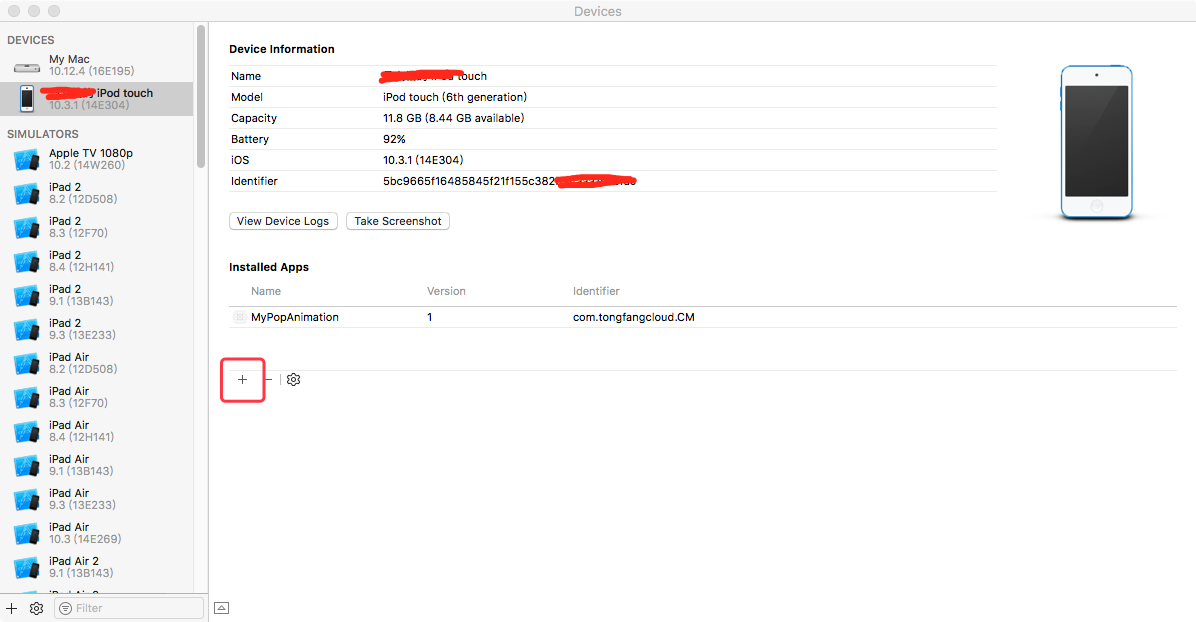 Devices
DEVICES
My Mac
10.12.4 (16E195)
iPod touch
10.3.1 (14E304)
SIMULATORS
Apple TV 1080p
10.2 (14W260)
iPad 2
8.2 (12D508)
iPad 2
8.3 (12F70)
iPad 2
8.4 (12H141)
iPad 2
9.1 (13B143)
iPad 2
9.3 (13E233)
iPad Air
8.2 (12D508)
iPad Air
8.3 (12F70)
iPad Air
8.4 (12H141)
iPad Air
9.1 (13B143)
iPad Air
9.3 (13E233)
iPad Air
10.3 (14E269)
iPad Air 2
9.1 (13B143)
Filter
Device Information
Name touch
Model iPod touch (6th generation)
Capacity 11.8 GB (8.44 GB available)
Battery 92%
iOS 10.3.1 (14E304)
Identifier 5bc9665f16485845f21f155c382
View Device Logs Take Screenshot
Installed Apps
Name Version Identifier
MyPopAnimation 1 com.tongfangcloud.CM